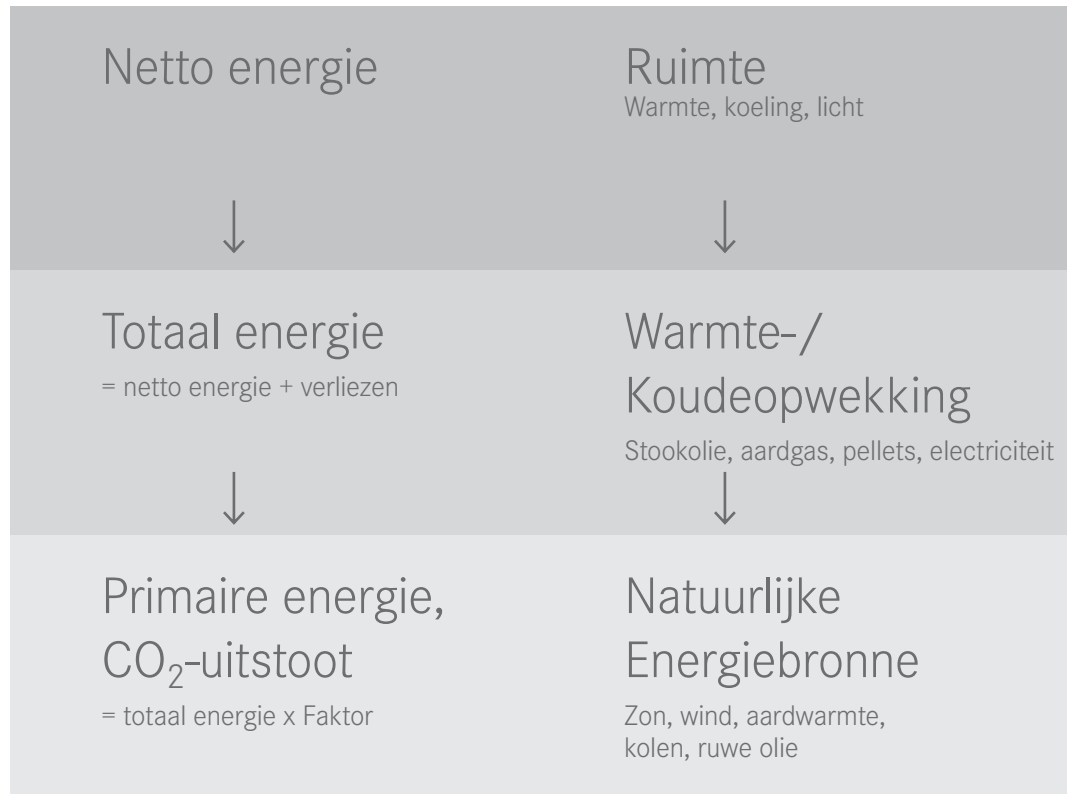 Netto energie
Ruimte
Warmte, koeling, licht
Totaal energie
= netto energie + verliezen
Warmte-/
Koudeopwekking
Stookolie, aardgas, pellets, electriciteit
Primaire energie,
CO₂-uitstoot
= totaal energie x Faktor
Natuurlijke
Energiebronne
Zon, wind, aardwarmte,
kolen, ruwe olie